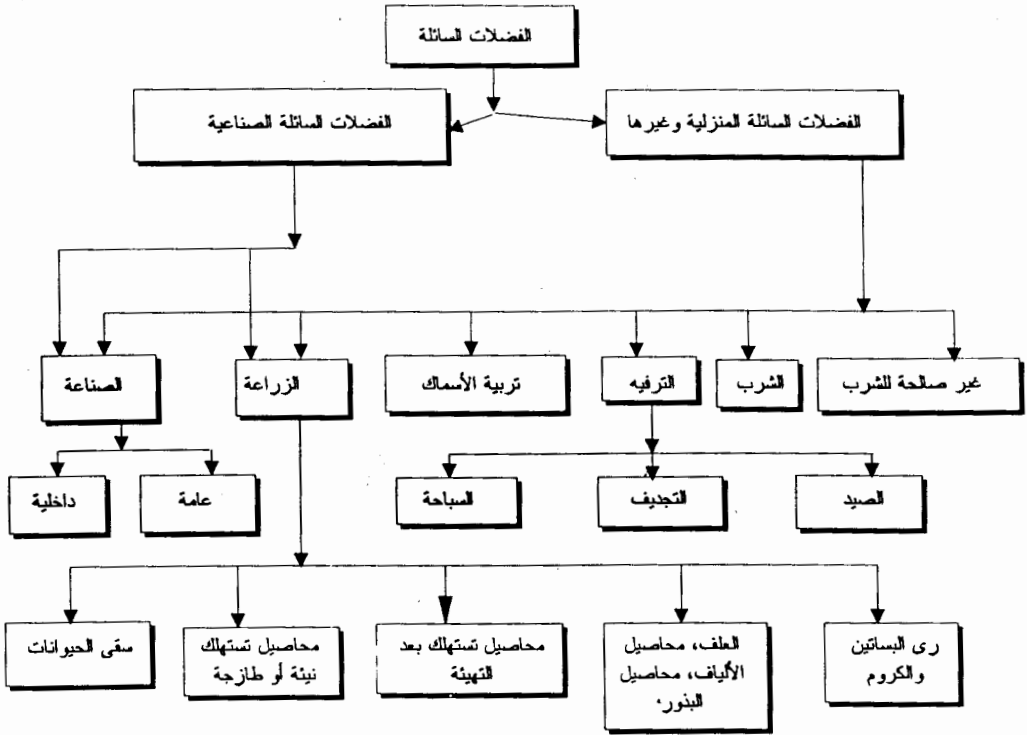 الفضلات السائلة
الفضلات السائلة المنزلية وغيرها
الفضلات السائلة الصناعية
غير صالحة للشرب
الشرب
الترفيه
تربية الأسماك
الزراعة
الصناعة
الصيد
التجديف
السباحة
عامة
داخلية
رى البساتين
والكروم
العلف، محاصيل
الألياف، محاصيل
البذور،
محاصيل تستهلك بعد
التهيئة
محاصيل تستهلك
نيئة أو طازجة
سقى الحيوانات